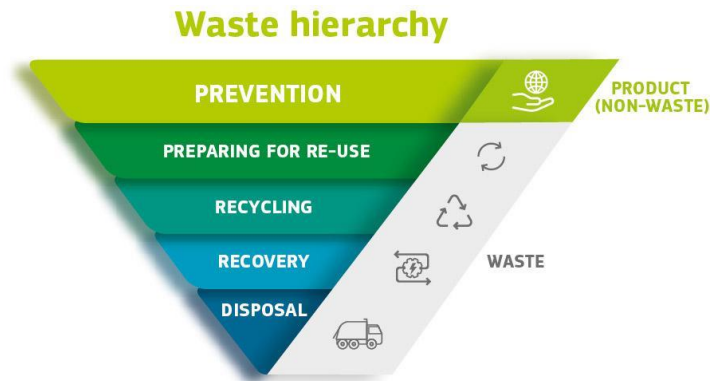 Waste hierarchy
PREVENTION
PRODUCT
(NON-WASTE)
PREPARING FOR RE-USE
RECYCLING
RECOVERY
WASTE
DISPOSAL